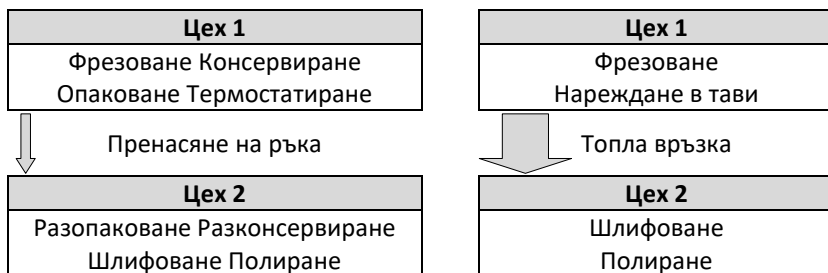 Цех 1
Фрезоване Консервиране
Опаковане Термостатиране
Пренасяне на ръка
Цех 2
Разопаковане Разконсервиране
Шлифоване Полиране
Цех 1
Фрезоване
Нареждане в тави
Топла връзка
Цех 2
Шлифоване
Полиране